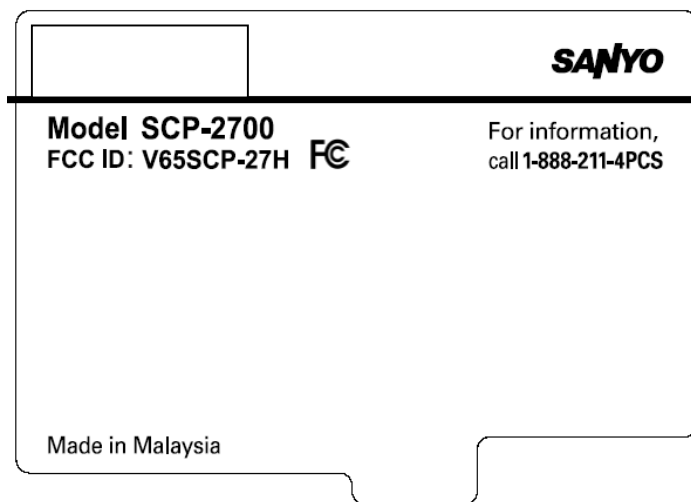 SANYO
Model SCP-2700
FCC ID: V65SCP-27H FC
For information,
call 1-888-211-4PCS
Made in Malaysia